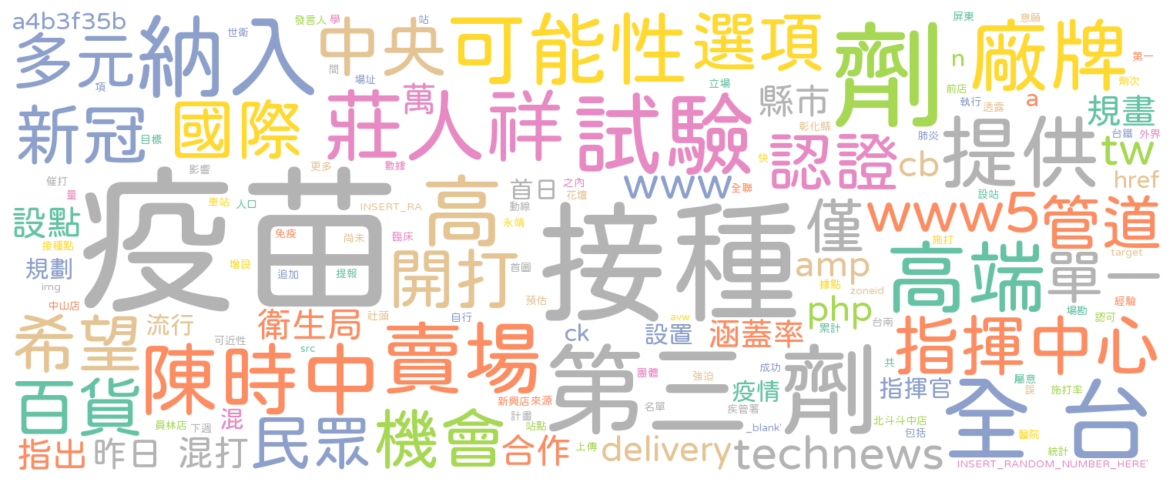 a4b3f35b
世衛
發言人
學
站
屏東
意願
多元
納入
中央
可能性
選項
劑
n
廠牌
第一
劑次
項
間
場址
立場
前店
萬
縣市
執行
透露
a
規畫
新冠
目標
國際
莊人祥
試驗
彰化縣
認證
肺炎
提供
台鐵
外界
tw
cb
影響
更多
動線
快
催打
量
疫苗
車站
人口
INSERT_RA
高
首日
動線
之內
花壇
www
全聯
設站
href
設點
接種點
免疫
尚未
臨床
永靖
接種
僅
www5
管道
規劃
img
增設
追加
提報
開打
首圖
amp
據點
施打
高端
單一
target
zoneid
中山店
預估
php
經驗
場勘
社頭
自行
avw
累計
台南
認可
希望
流行
衛生局
ck
設置
涵蓋率
可近性
src
陳時中
賣場
第三劑
成功
強迫
團體
疫情
共
指揮中心
屬意
施打率
誤
指揮官
百貨
新興店
來源
名單
疾管署
全台
員林店
下週
混
民眾
機會
計畫
站點
_blank'
北斗斗中店
包括
醫院
指出
昨日
混打
合作
上傳
delivery
technews
統計
INSERT_RANDOM_NUMBER_HERE'